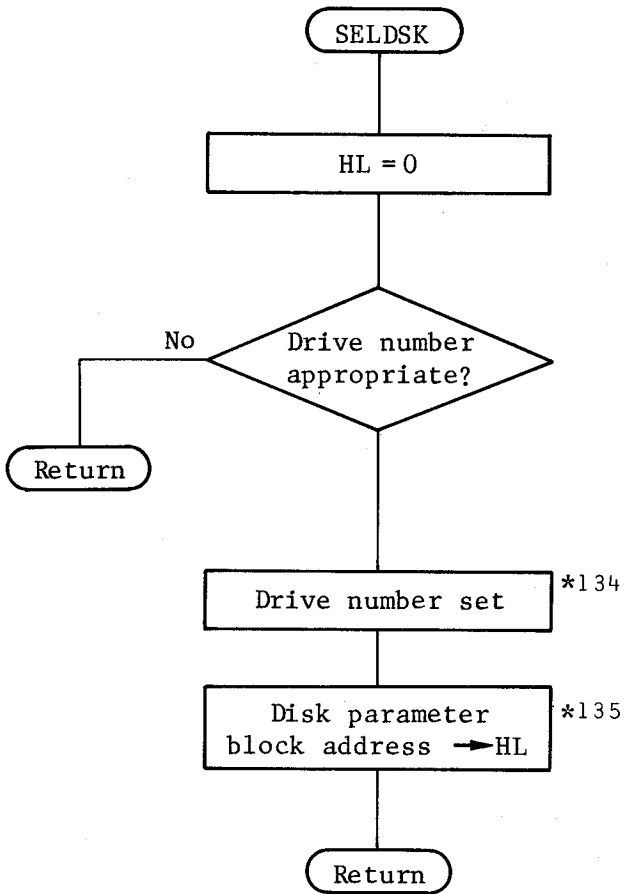 SELDSK
HL = 0
No
Drive number
appropriate?
Return
Drive number set
*134
Disk parameter
block address → HL
*135
Return